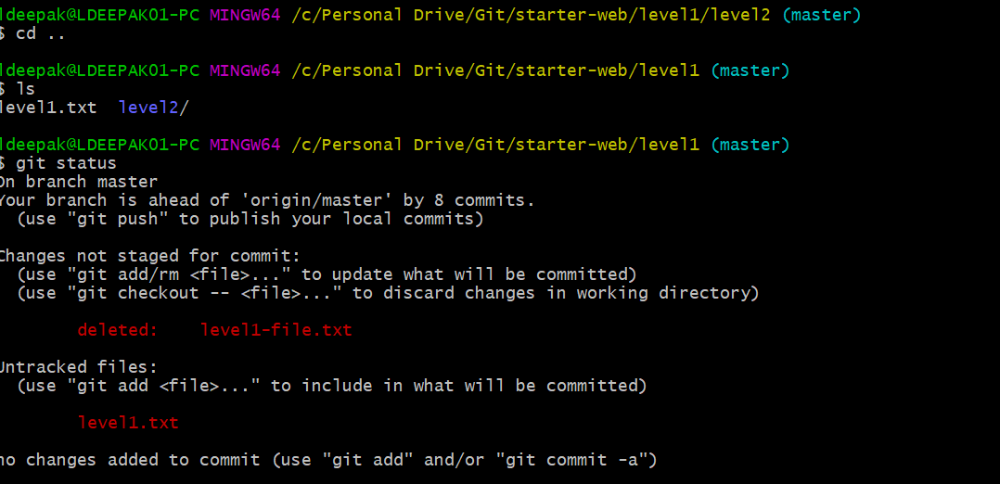 ldeepak@LDEEPAK01-PC MINGW64 /c/Personal Drive/Git/starter-web/level1/level2 (master)
$ cd ..
ldeepak@LDEEPAK01-PC MINGW64 /c/Personal Drive/Git/starter-web/level1 (master)
$ ls
level1.txt  level2/
ldeepak@LDEEPAK01-PC MINGW64 /c/Personal Drive/Git/starter-web/level1 (master)
$ git status
On branch master
Your branch is ahead of 'origin/master' by 8 commits.
  (use "git push" to publish your local commits)
Changes not staged for commit:
  (use "git add/rm <file>..." to update what will be committed)
  (use "git checkout -- <file>..." to discard changes in working directory)
        deleted:    level1-file.txt
Untracked files:
  (use "git add <file>..." to include in what will be committed)
        level1.txt
no changes added to commit (use "git add" and/or "git commit -a")